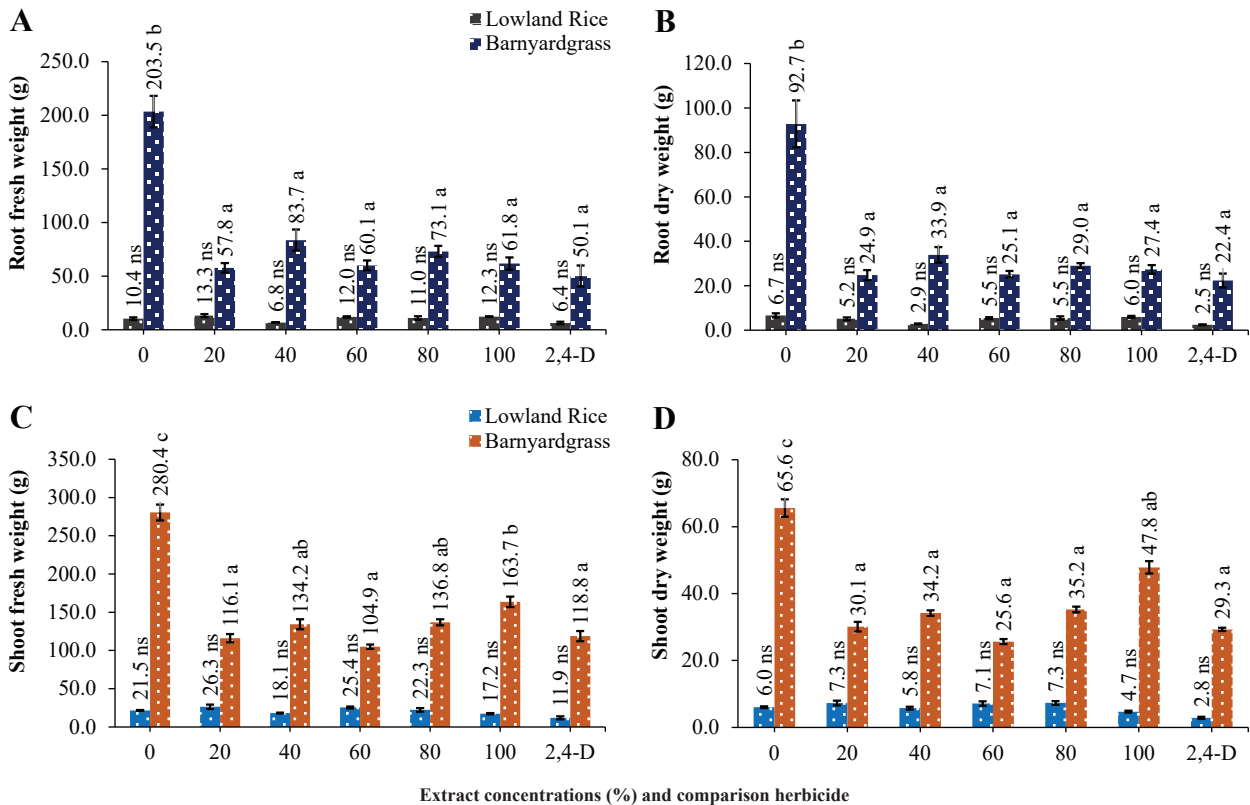 A
Lowland Rice
Barnyardgrass
Root fresh weight (g)
250.0
200.0
150.0
100.0
50.0
0.0
10.4 ns
203.5 b
13.3 ns
57.8 a
6.8 ns
83.7 a
12.0 ns
60.1 a
11.0 ns
73.1 a
12.3 ns
61.8 a
6.4 ns
50.1 a
0 20 40 60 80 100 2,4-D
B
Root dry weight (g)
120.0
100.0
80.0
60.0
40.0
20.0
0.0
6.7 ns
92.7 b
5.2 ns
24.9 a
2.9 ns
33.9 a
5.5 ns
25.1 a
5.5 ns
29.0 a
6.0 ns
27.4 a
2.5 ns
22.4 a
0 20 40 60 80 100 2,4-D
C
Lowland Rice
Barnyardgrass
Shoot fresh weight (g)
350.0
300.0
250.0
200.0
150.0
100.0
50.0
0.0
21.5 ns
280.4 c
26.3 ns
116.1 a
18.1 ns
134.2 ab
25.4 ns
104.9 a
22.3 ns
136.8 ab
17.2 ns
163.7 b
11.9 ns
118.8 a
0 20 40 60 80 100 2,4-D
D
Shoot dry weight (g)
80.0
60.0
40.0
20.0
0.0
6.0 ns
65.6 c
7.3 ns
30.1 a
5.8 ns
34.2 a
7.1 ns
25.6 a
7.3 ns
35.2 a
4.7 ns
47.8 ab
2.8 ns
29.3 a
0 20 40 60 80 100 2,4-D
Extract concentrations (%) and comparison herbicide